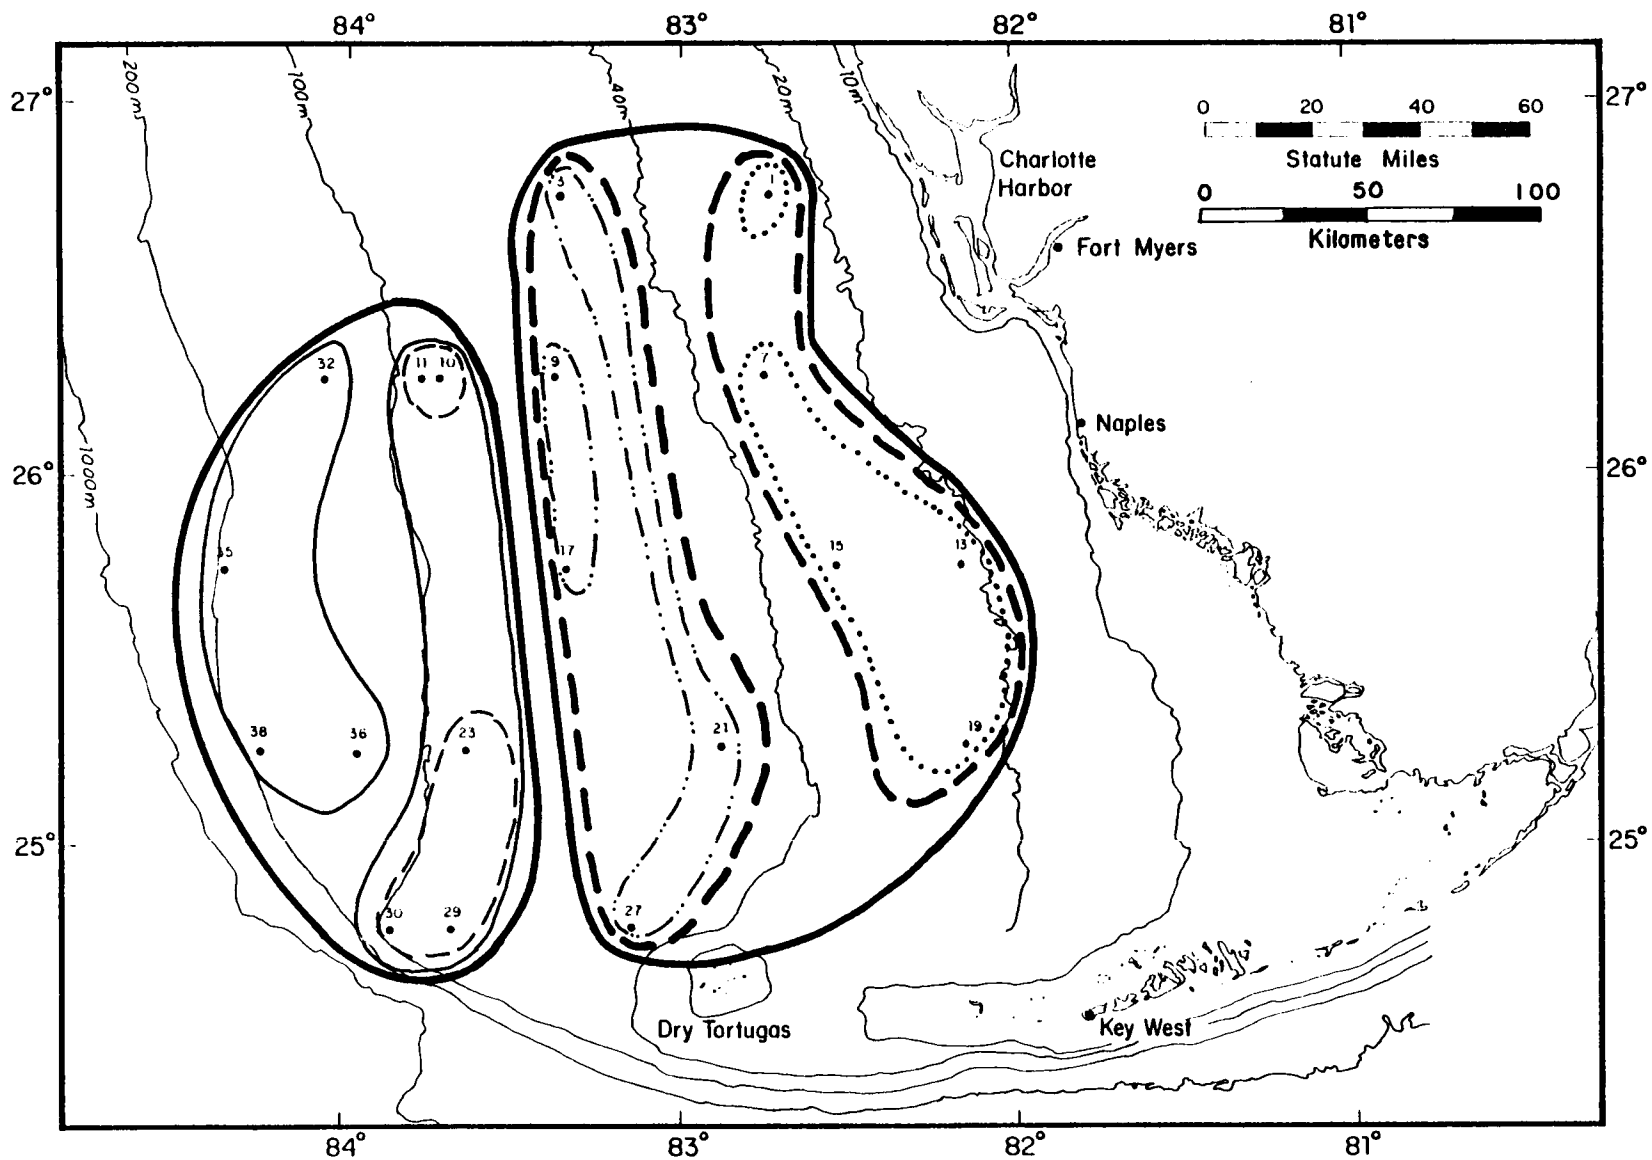 84° 83° 82° 81°
200m 100m 40m 20m 10m
27° 27°
0 20 40 60
Statute Miles
0 50 100
Kilometers
Charlotte
Harbor
3 1
Fort Myers
32 11 10 9 7
Naples
1000m
26° 26°
35 17 15 13
38 36 23 21 19
25° 25°
30 29 27
Dry Tortugas
Key West
84° 83° 82° 81°